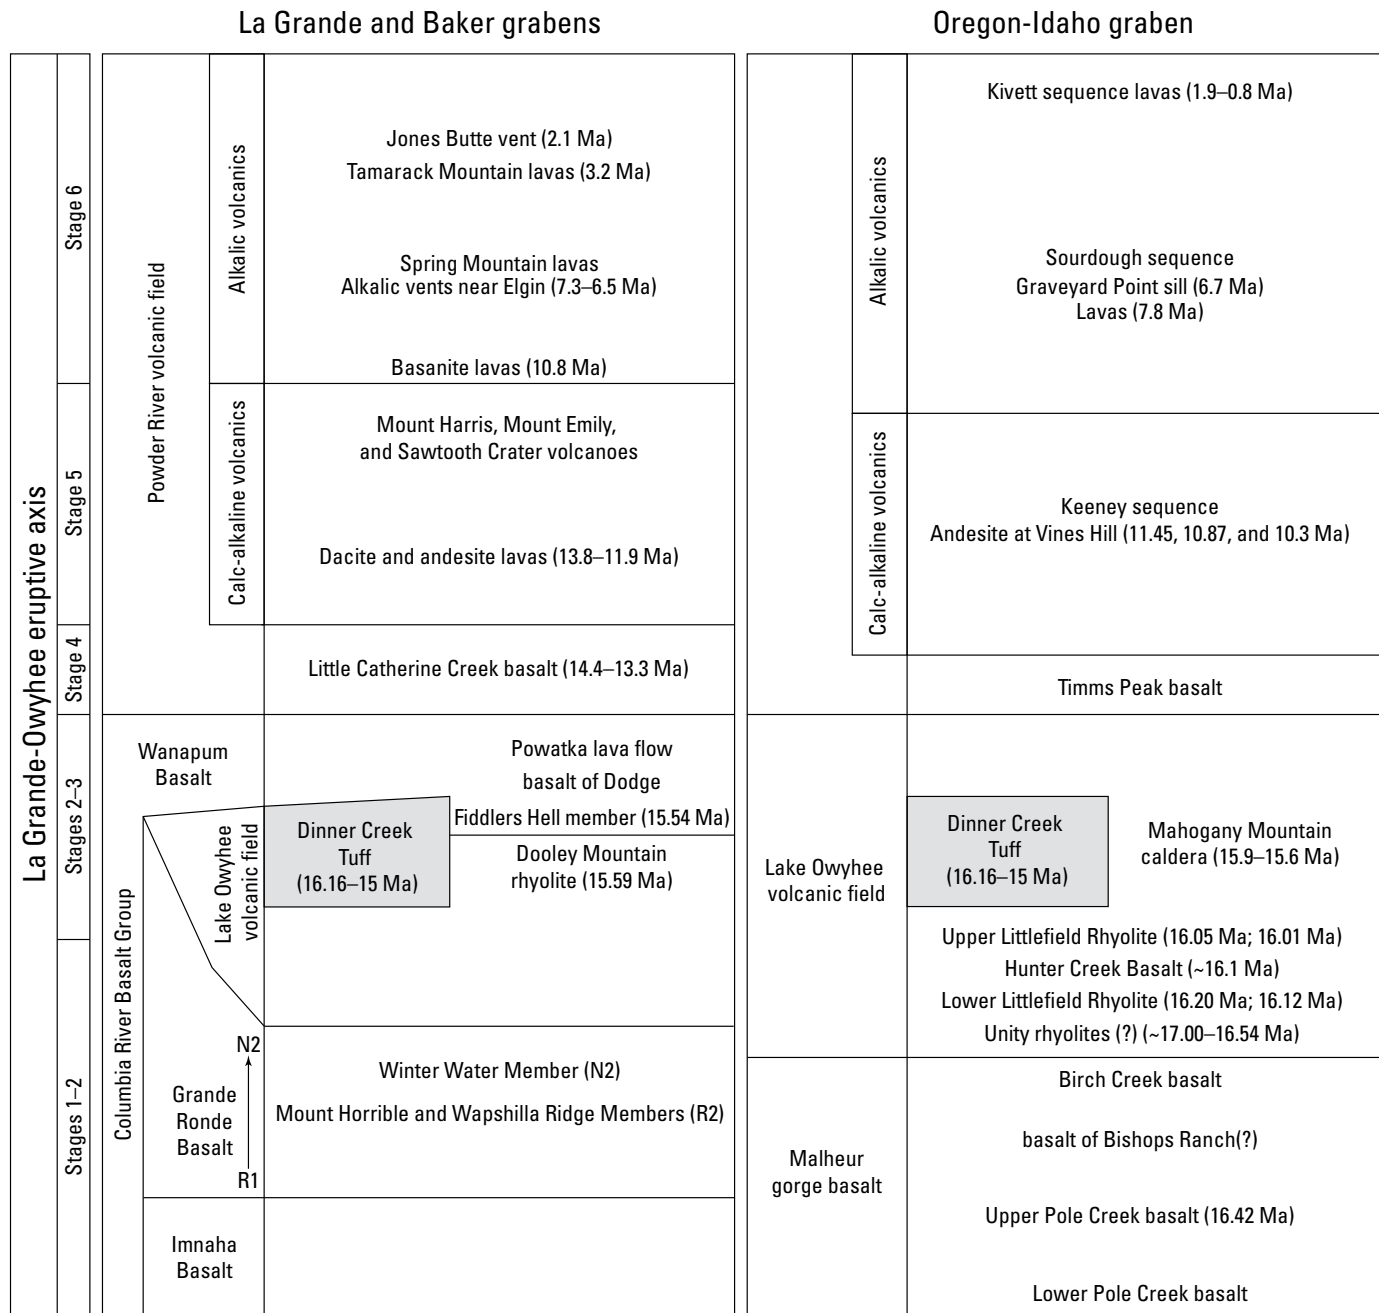 La Grande and Baker grabens
Oregon-Idaho graben
La Grande-Owyhee eruptive axis
Stage 6
Stage 5
Stage 4
Stages 2–3
Stages 1–2
Powder River volcanic field
Alkalic volcanics
Jones Butte vent (2.1 Ma)
Tamarack Mountain lavas (3.2 Ma)
Spring Mountain lavas
Alkalic vents near Elgin (7.3–6.5 Ma)
Basanite lavas (10.8 Ma)
Calc-alkaline volcanics
Mount Harris, Mount Emily,
and Sawtooth Crater volcanoes
Dacite and andesite lavas (13.8–11.9 Ma)
Little Catherine Creek basalt (14.4–13.3 Ma)
Columbia River Basalt Group
Wanapum
Basalt
Powatka lava flow
basalt of Dodge
Fiddlers Hell member (15.54 Ma)
Lake Owyhee
volcanic field
Dinner Creek
Tuff
(16.16–15 Ma)
Dooley Mountain
rhyolite (15.59 Ma)
N2
Grande
Ronde
Basalt
R1
Winter Water Member (N2)
Mount Horrible and Wapshilla Ridge Members (R2)
Imnaha
Basalt
Alkalic volcanics
Kivett sequence lavas (1.9–0.8 Ma)
Sourdough sequence
Graveyard Point sill (6.7 Ma)
Lavas (7.8 Ma)
Calc-alkaline volcanics
Keeney sequence
Andesite at Vines Hill (11.45, 10.87, and 10.3 Ma)
Timms Peak basalt
Lake Owyhee
volcanic field
Dinner Creek
Tuff
(16.16–15 Ma)
Mahogany Mountain
caldera (15.9–15.6 Ma)
Upper Littlefield Rhyolite (16.05 Ma; 16.01 Ma)
Hunter Creek Basalt (~16.1 Ma)
Lower Littlefield Rhyolite (16.20 Ma; 16.12 Ma)
Unity rhyolites (?) (~17.00–16.54 Ma)
Malheur
gorge basalt
Birch Creek basalt
basalt of Bishops Ranch(?)
Upper Pole Creek basalt (16.42 Ma)
Lower Pole Creek basalt